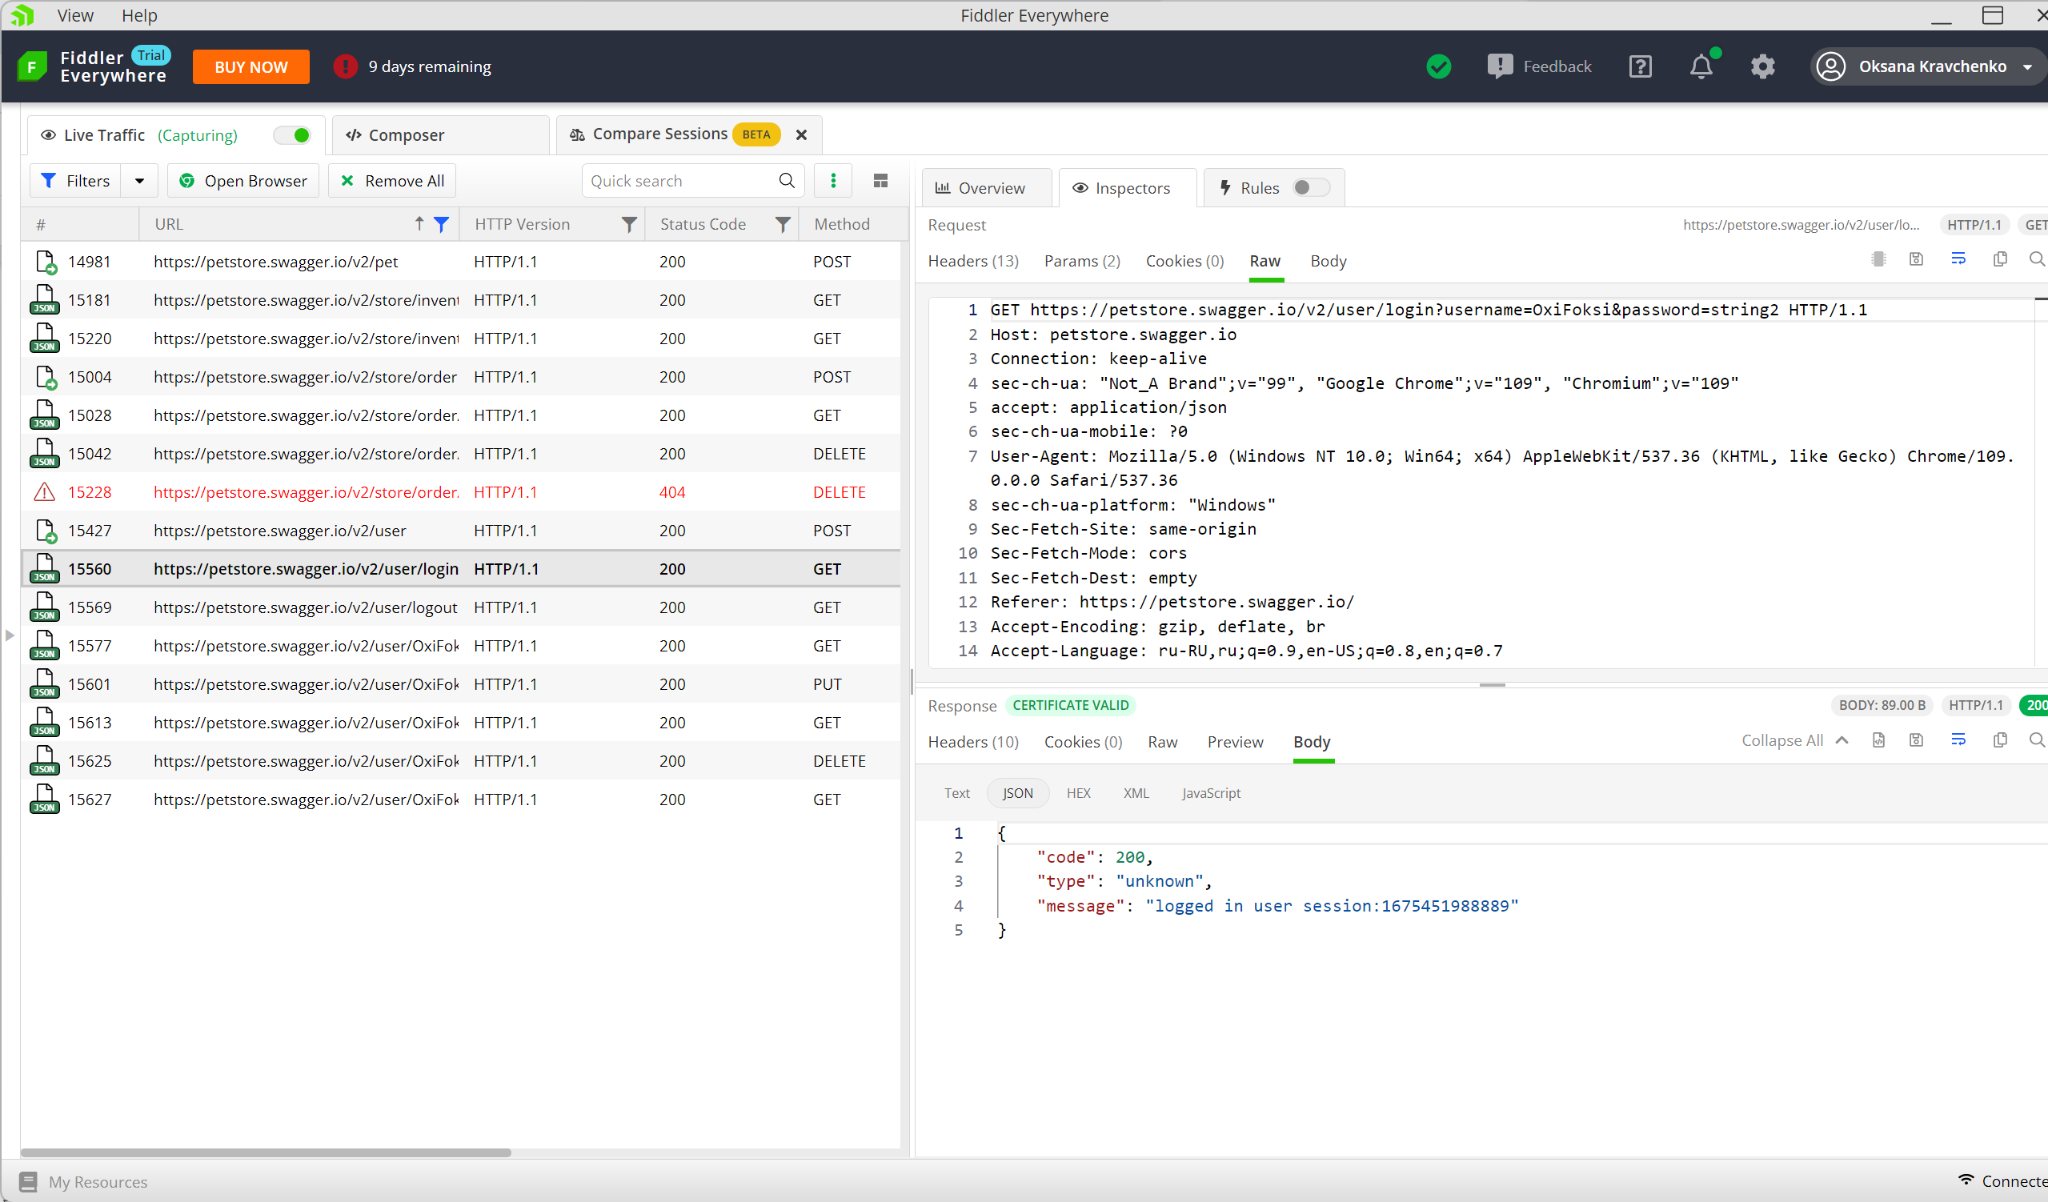 View Help Fiddler Everywhere
Fiddler Trial
Everywhere
BUY NOW
9 days remaining
Feedback
Oksana Kravchenko
Live Traffic (Capturing)
Composer
Compare Sessions BETA
Filters
Open Browser
Remove All
Quick search
# URL HTTP Version Status Code Method
14981 https://petstore.swagger.io/v2/pet HTTP/1.1 200 POST
JSON 15181 https://petstore.swagger.io/v2/store/invent HTTP/1.1 200 GET
JSON 15220 https://petstore.swagger.io/v2/store/invent HTTP/1.1 200 GET
15004 https://petstore.swagger.io/v2/store/order HTTP/1.1 200 POST
JSON 15028 https://petstore.swagger.io/v2/store/order. HTTP/1.1 200 GET
JSON 15042 https://petstore.swagger.io/v2/store/order. HTTP/1.1 200 DELETE
15228 https://petstore.swagger.io/v2/store/order. HTTP/1.1 404 DELETE
15427 https://petstore.swagger.io/v2/user HTTP/1.1 200 POST
JSON 15560 https://petstore.swagger.io/v2/user/login HTTP/1.1 200 GET
JSON 15569 https://petstore.swagger.io/v2/user/logout HTTP/1.1 200 GET
JSON 15577 https://petstore.swagger.io/v2/user/OxiFok HTTP/1.1 200 GET
JSON 15601 https://petstore.swagger.io/v2/user/OxiFok HTTP/1.1 200 PUT
JSON 15613 https://petstore.swagger.io/v2/user/OxiFok HTTP/1.1 200 GET
JSON 15625 https://petstore.swagger.io/v2/user/OxiFok HTTP/1.1 200 DELETE
JSON 15627 https://petstore.swagger.io/v2/user/OxiFok HTTP/1.1 200 GET
Overview
Inspectors
Rules
Request https://petstore.swagger.io/v2/user/lo... HTTP/1.1 GET
Headers (13) Params (2) Cookies (0) Raw Body
1 GET https://petstore.swagger.io/v2/user/login?username=OxiFoksi&password=string2 HTTP/1.1
2 Host: petstore.swagger.io
3 Connection: keep-alive
4 sec-ch-ua: "Not_A Brand";v="99", "Google Chrome";v="109", "Chromium";v="109"
5 accept: application/json
6 sec-ch-ua-mobile: ?0
7 User-Agent: Mozilla/5.0 (Windows NT 10.0; Win64; x64) AppleWebKit/537.36 (KHTML, like Gecko) Chrome/109.
0.0.0 Safari/537.36
8 sec-ch-ua-platform: "Windows"
9 Sec-Fetch-Site: same-origin
10 Sec-Fetch-Mode: cors
11 Sec-Fetch-Dest: empty
12 Referer: https://petstore.swagger.io/
13 Accept-Encoding: gzip, deflate, br
14 Accept-Language: ru-RU,ru;q=0.9,en-US;q=0.8,en;q=0.7
Response CERTIFICATE VALID BODY: 89.00 B HTTP/1.1 200
Headers (10) Cookies (0) Raw Preview Body Collapse All
Text JSON HEX XML JavaScript
1 {
2 "code": 200,
3 "type": "unknown",
4 "message": "logged in user session:1675451988889"
5 }
My Resources
Connecte